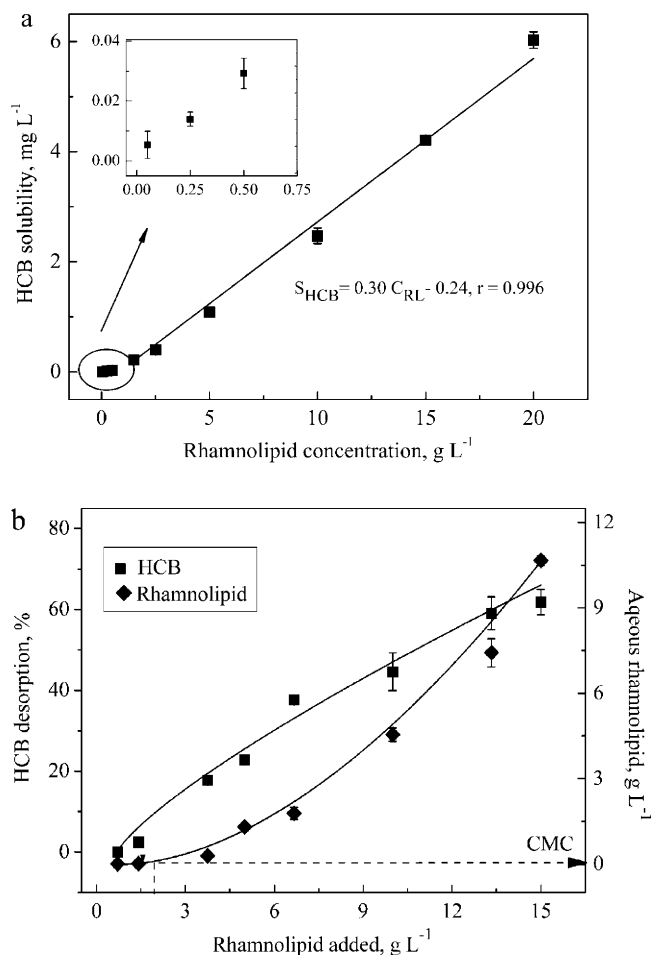 a
0.04
0.02
0.00
0.00 0.25 0.50 0.75
6
4
2
0
HCB solubility, mg L⁻¹
S_HCB = 0.30 C_RL - 0.24, r = 0.996
0 5 10 15 20
Rhamnolipid concentration, g L⁻¹
b
80
60
40
20
0
HCB desorption, %
HCB
Rhamnolipid
12
9
6
3
0
Aqeous rhamnolipid, g L⁻¹
CMC
0 3 6 9 12 15
Rhamnolipid added, g L⁻¹